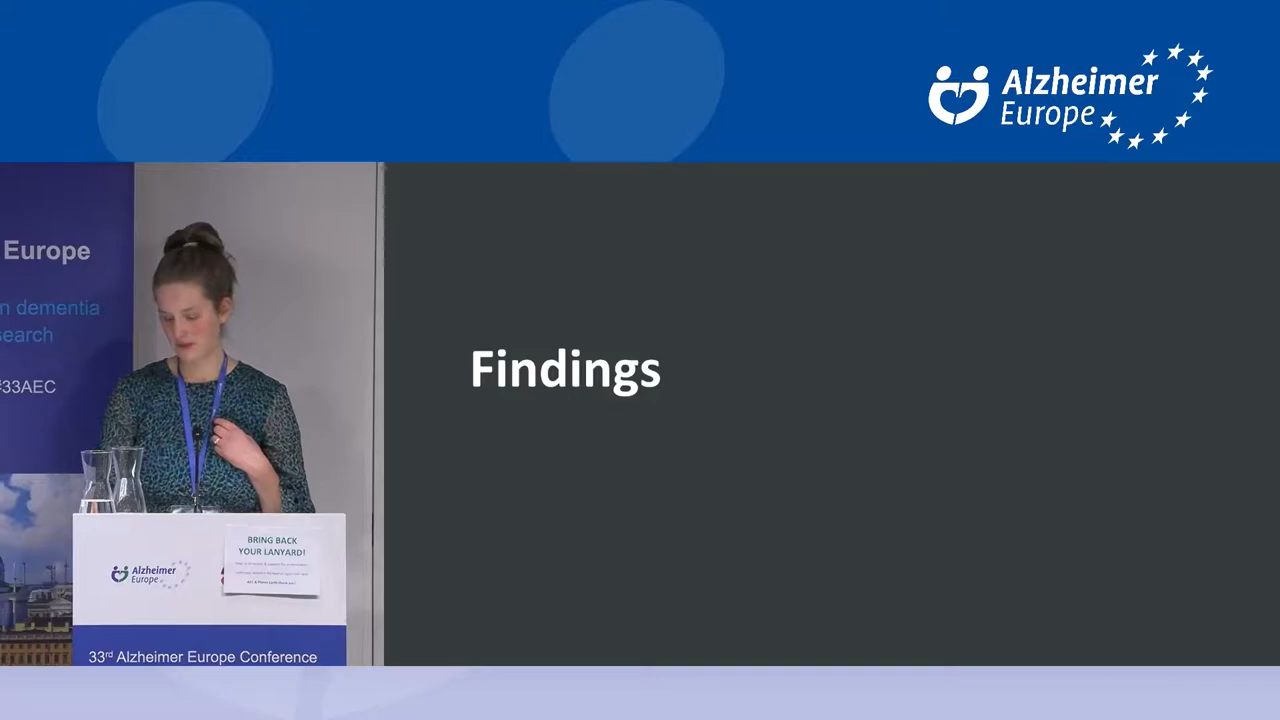 Alzheimer
Europe
Europe
n dementia
search
#33AEC
Findings
BRING BACK
YOUR LANYARD!
Alzheimer
Europe
33rd Alzheimer Europe Conference